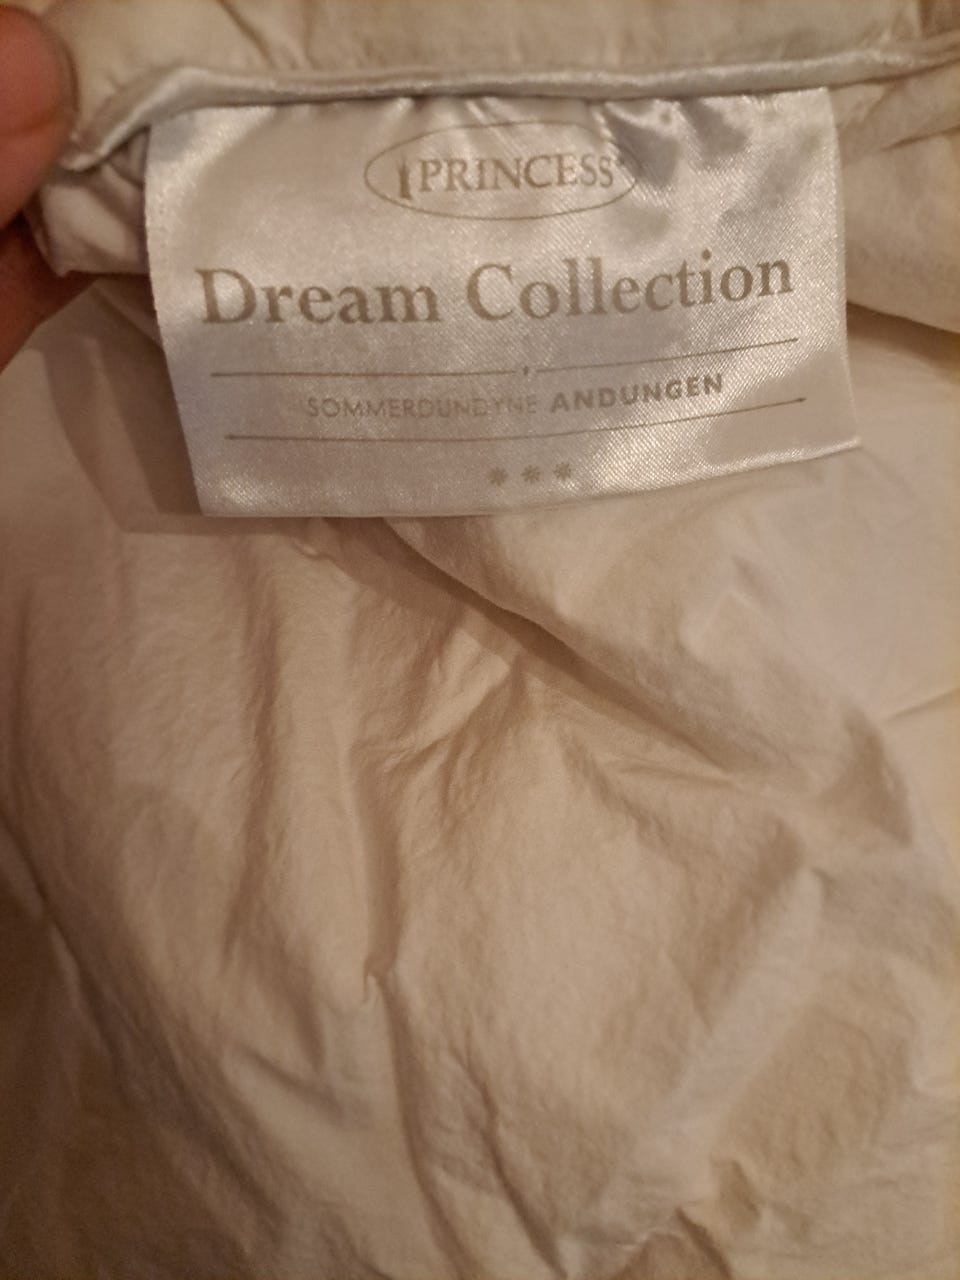 PRINCESS
Dream Collection
SOMMERDUNDYNE ANDUNGEN
***